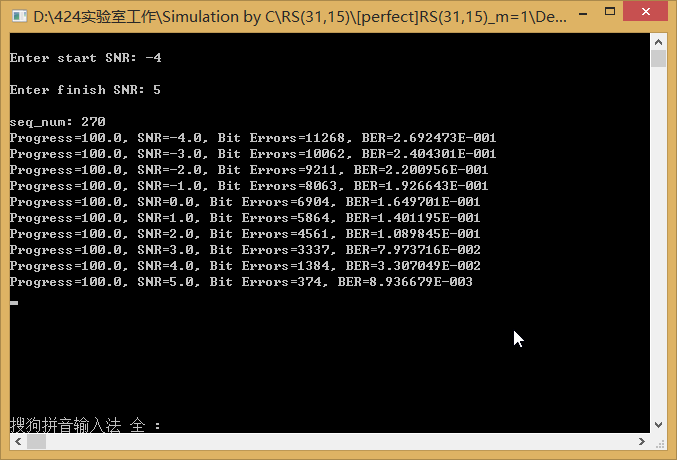 D:\424实验室工作\Simulation by C\RS(31,15)\[perfect]RS(31,15)_m=1\De...
Enter start SNR: -4
Enter finish SNR: 5
seq_num: 270
Progress=100.0, SNR=-4.0, Bit Errors=11268, BER=2.692473E-001
Progress=100.0, SNR=-3.0, Bit Errors=10062, BER=2.404301E-001
Progress=100.0, SNR=-2.0, Bit Errors=9211, BER=2.200956E-001
Progress=100.0, SNR=-1.0, Bit Errors=8063, BER=1.926643E-001
Progress=100.0, SNR=0.0, Bit Errors=6904, BER=1.649701E-001
Progress=100.0, SNR=1.0, Bit Errors=5864, BER=1.401195E-001
Progress=100.0, SNR=2.0, Bit Errors=4561, BER=1.089845E-001
Progress=100.0, SNR=3.0, Bit Errors=3337, BER=7.973716E-002
Progress=100.0, SNR=4.0, Bit Errors=1384, BER=3.307049E-002
Progress=100.0, SNR=5.0, Bit Errors=374, BER=8.936679E-003
搜狗拼音输入法 全 :